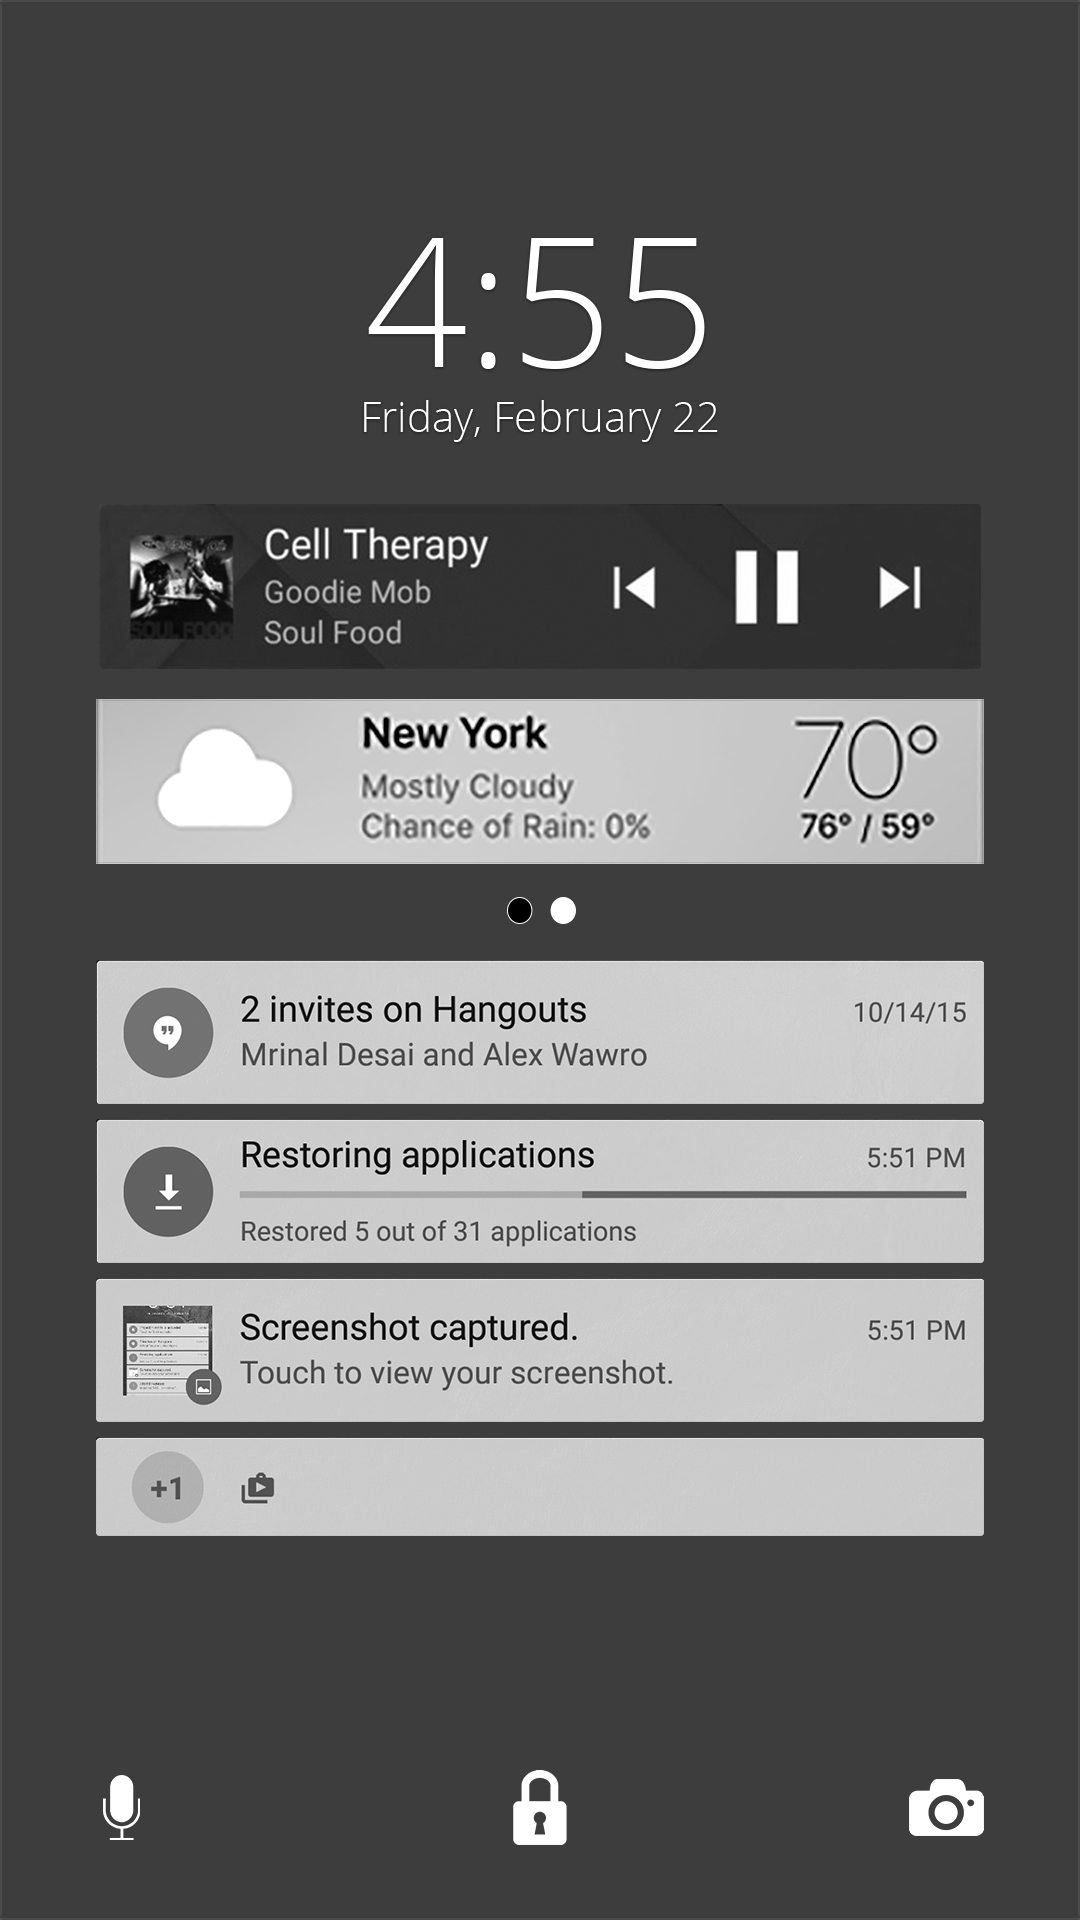 4:55
Friday, February 22
Cell Therapy
Goodie Mob
Soul Food
SOUL FOOD
New York
Mostly Cloudy
Chance of Rain: 0%
70°
76° / 59°
2 invites on Hangouts
10/14/15
Mrinal Desai and Alex Wawro
Restoring applications
5:51 PM
Restored 5 out of 31 applications
Screenshot captured.
5:51 PM
Touch to view your screenshot.
+1